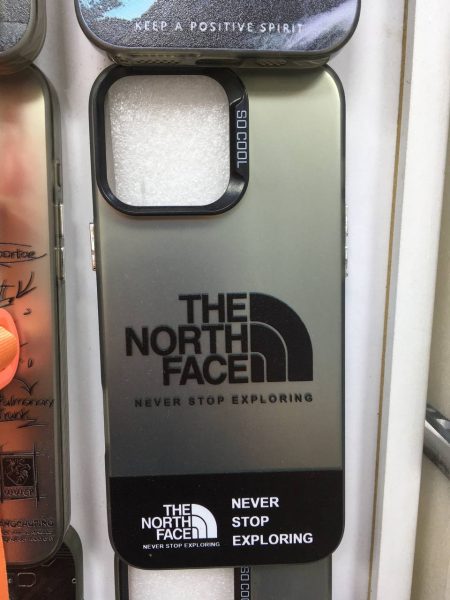 KEEP A POSITIVE SPIRIT
SO COOL
THE
NORTH
FACE
NEVER STOP EXPLORING
THE
NORTH
FACE
NEVER STOP EXPLORING
NEVER
STOP
EXPLORING